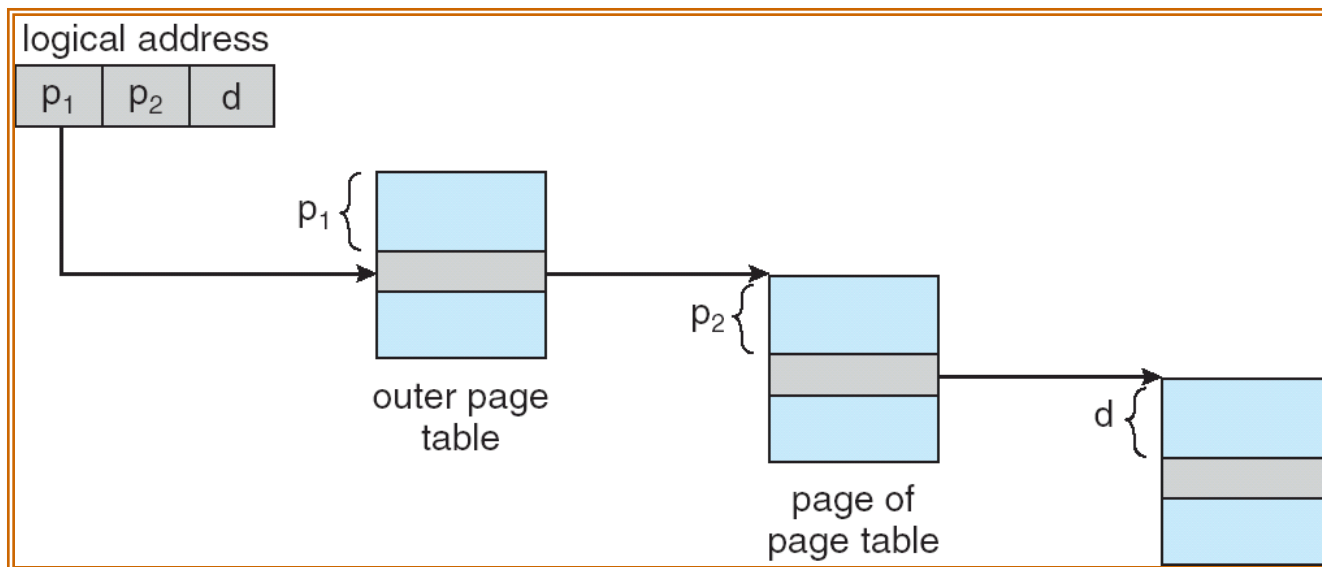 logical address
p₁ p₂ d
p₁
outer page
table
p₂
page of
page table
d